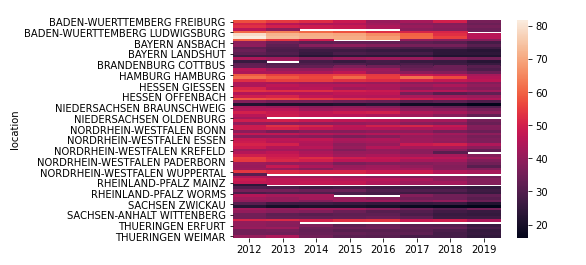 BADEN-WUERTTEMBERG FREIBURG
BADEN-WUERTTEMBERG LUDWIGSBURG
BAYERN ANSBACH
BAYERN LANDSHUT
BRANDENBURG COTTBUS
HAMBURG HAMBURG
HESSEN GIESSEN
HESSEN OFFENBACH
NIEDERSACHSEN BRAUNSCHWEIG
NIEDERSACHSEN OLDENBURG
NORDRHEIN-WESTFALEN BONN
NORDRHEIN-WESTFALEN ESSEN
NORDRHEIN-WESTFALEN KREFELD
NORDRHEIN-WESTFALEN PADERBORN
NORDRHEIN-WESTFALEN WUPPERTAL
RHEINLAND-PFALZ MAINZ
RHEINLAND-PFALZ WORMS
SACHSEN ZWICKAU
SACHSEN-ANHALT WITTENBERG
THUERINGEN ERFURT
THUERINGEN WEIMAR
location
2012 2013 2014 2015 2016 2017 2018 2019
80
70
60
50
40
30
20